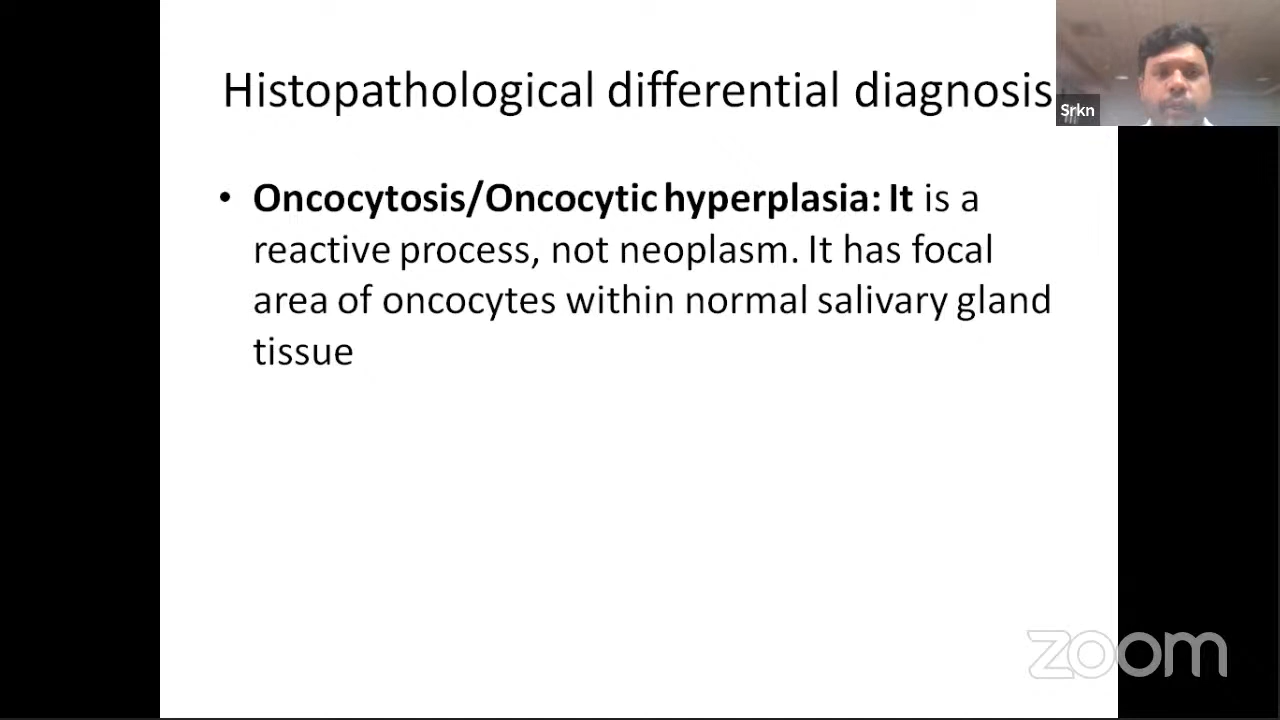 Histopathological differential diagnosis
Srkn
• Oncocytosis/Oncocytic hyperplasia: It is a
reactive process, not neoplasm. It has focal
area of oncocytes within normal salivary gland
tissue
zoom